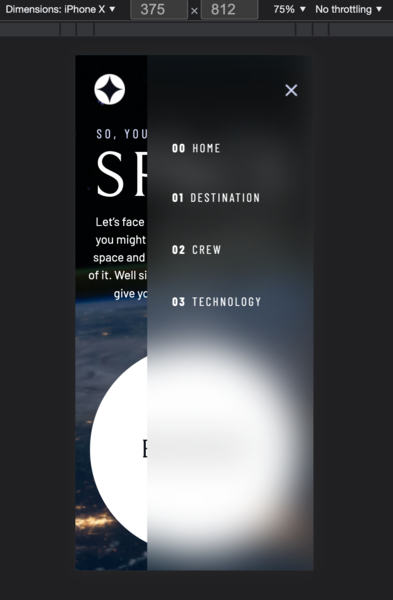 Dimensions: iPhone X ▼ 375 × 812 75% ▼ No throttling ▼
SO, YOU
SP
Let's face
you might
space and
of it. Well si
give yo
00 HOME
01 DESTINATION
02 CREW
03 TECHNOLOGY
E